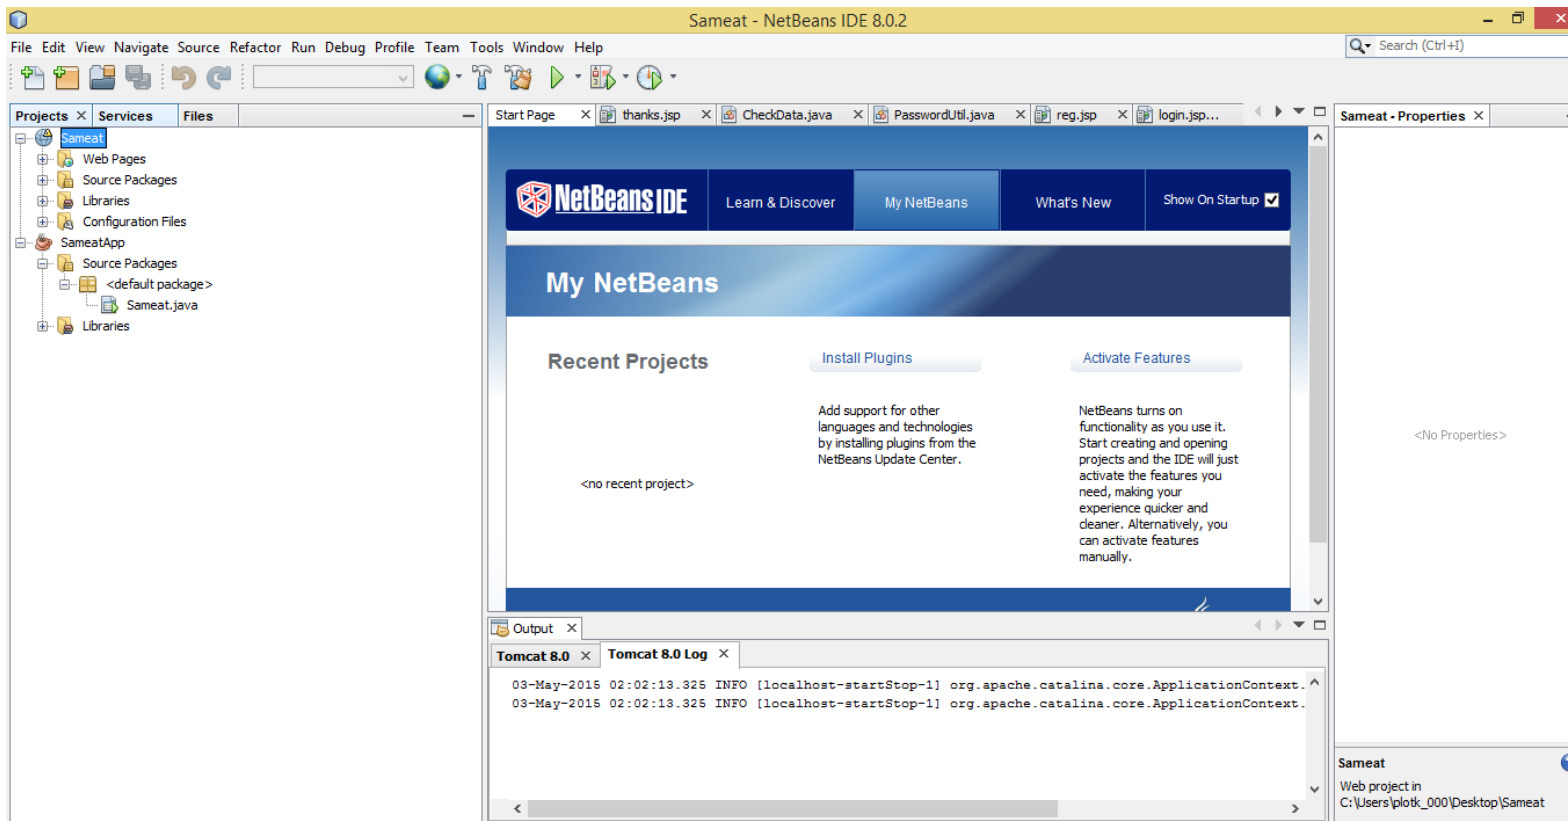 Sameat - NetBeans IDE 8.0.2
File Edit View Navigate Source Refactor Run Debug Profile Team Tools Window Help
Search (Ctrl+I)
Projects Services Files
Sameat
Web Pages
Source Packages
Libraries
Configuration Files
SameatApp
Source Packages
<default package>
Sameat.java
Libraries
Start Page thanks.jsp CheckData.java PasswordUtil.java reg.jsp login.jsp...
NetBeans IDE
Learn & Discover
My NetBeans
What's New
Show On Startup
My NetBeans
Recent Projects
<no recent project>
Install Plugins
Add support for other
languages and technologies
by installing plugins from the
NetBeans Update Center.
Activate Features
NetBeans turns on
functionality as you use it.
Start creating and opening
projects and the IDE will just
activate the features you
need, making your
experience quicker and
cleaner. Alternatively, you
can activate features
manually.
Output
Tomcat 8.0 Tomcat 8.0 Log
03-May-2015 02:02:13.325 INFO [localhost-startStop-1] org.apache.catalina.core.ApplicationContext.
03-May-2015 02:02:13.325 INFO [localhost-startStop-1] org.apache.catalina.core.ApplicationContext.
Sameat - Properties
<No Properties>
Sameat
Web project in
C:\Users\plotk_000\Desktop\Sameat